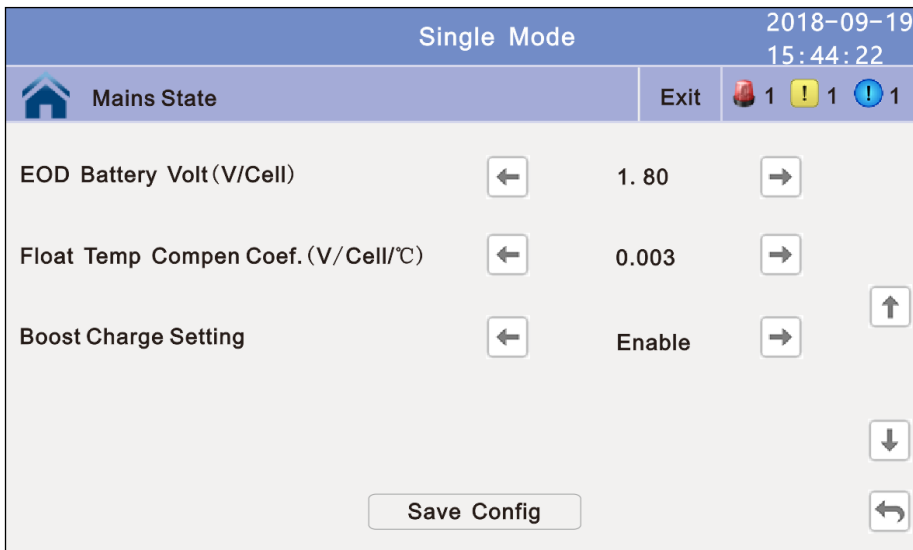 Single Mode
2018-09-19
15:44:22
Mains State
Exit
1
! 1
! 1
EOD Battery Volt(V/Cell)
1.80
Float Temp Compen Coef.(V/Cell/℃)
0.003
Boost Charge Setting
Enable
Save Config